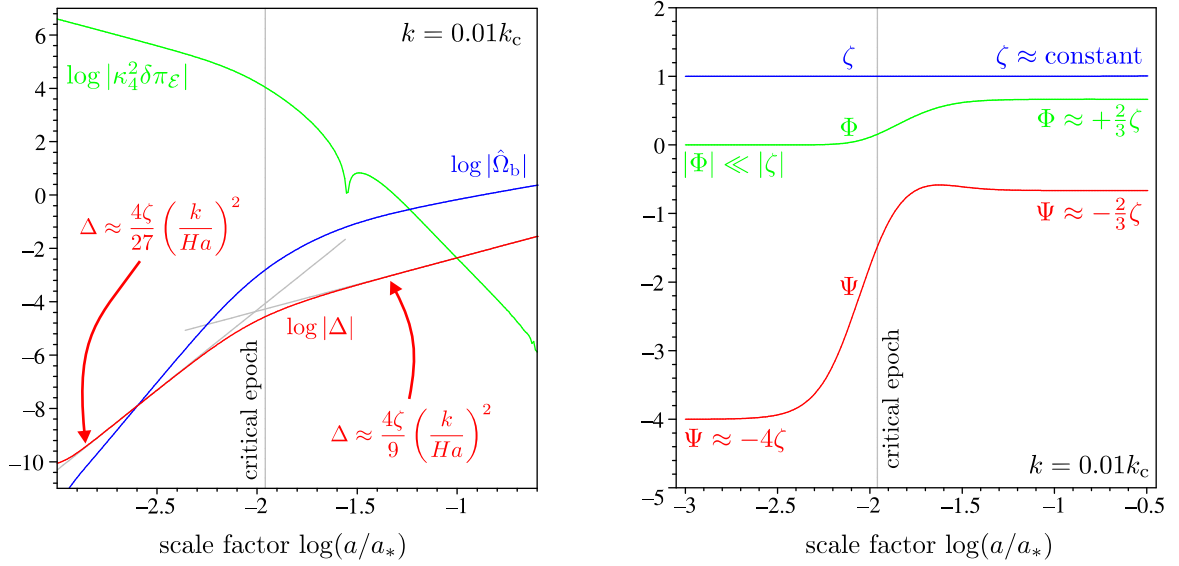 k = 0.01k_c
log |κ_4^2 δπ_ℰ|
log |Ω̂_b|
Δ ≈ 4ζ/27 (k/Ha)^2
log |Δ|
critical epoch
Δ ≈ 4ζ/9 (k/Ha)^2
6
4
2
0
−2
−4
−6
−8
−10
−2.5
−2
−1.5
−1
scale factor log(a/a_*)
2
1
0
−1
−2
−3
−4
−5
ζ
ζ ≈ constant
Φ
Φ ≈ +2/3 ζ
|Φ| ≪ |ζ|
Ψ ≈ −2/3 ζ
Ψ
critical epoch
Ψ ≈ −4ζ
k = 0.01k_c
−3
−2.5
−2
−1.5
−1
−0.5
scale factor log(a/a_*)